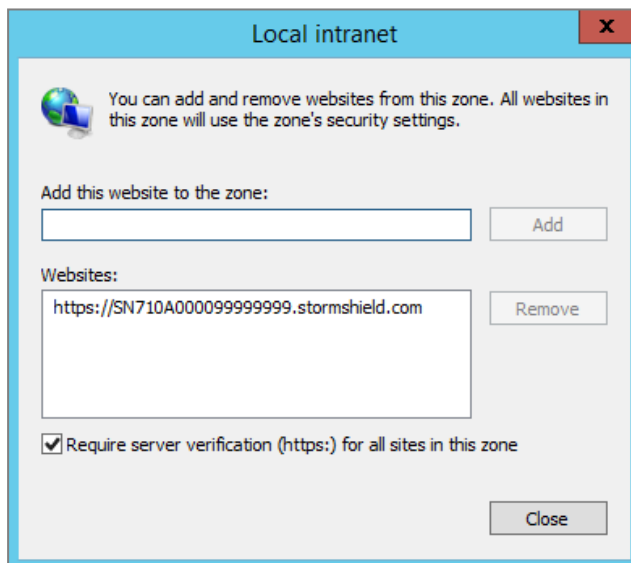 Local intranet
x
You can add and remove websites from this zone. All websites in
this zone will use the zone's security settings.
Add this website to the zone:
Add
Websites:
https://SN710A000099999999.stormshield.com
Remove
Require server verification (https:) for all sites in this zone
Close